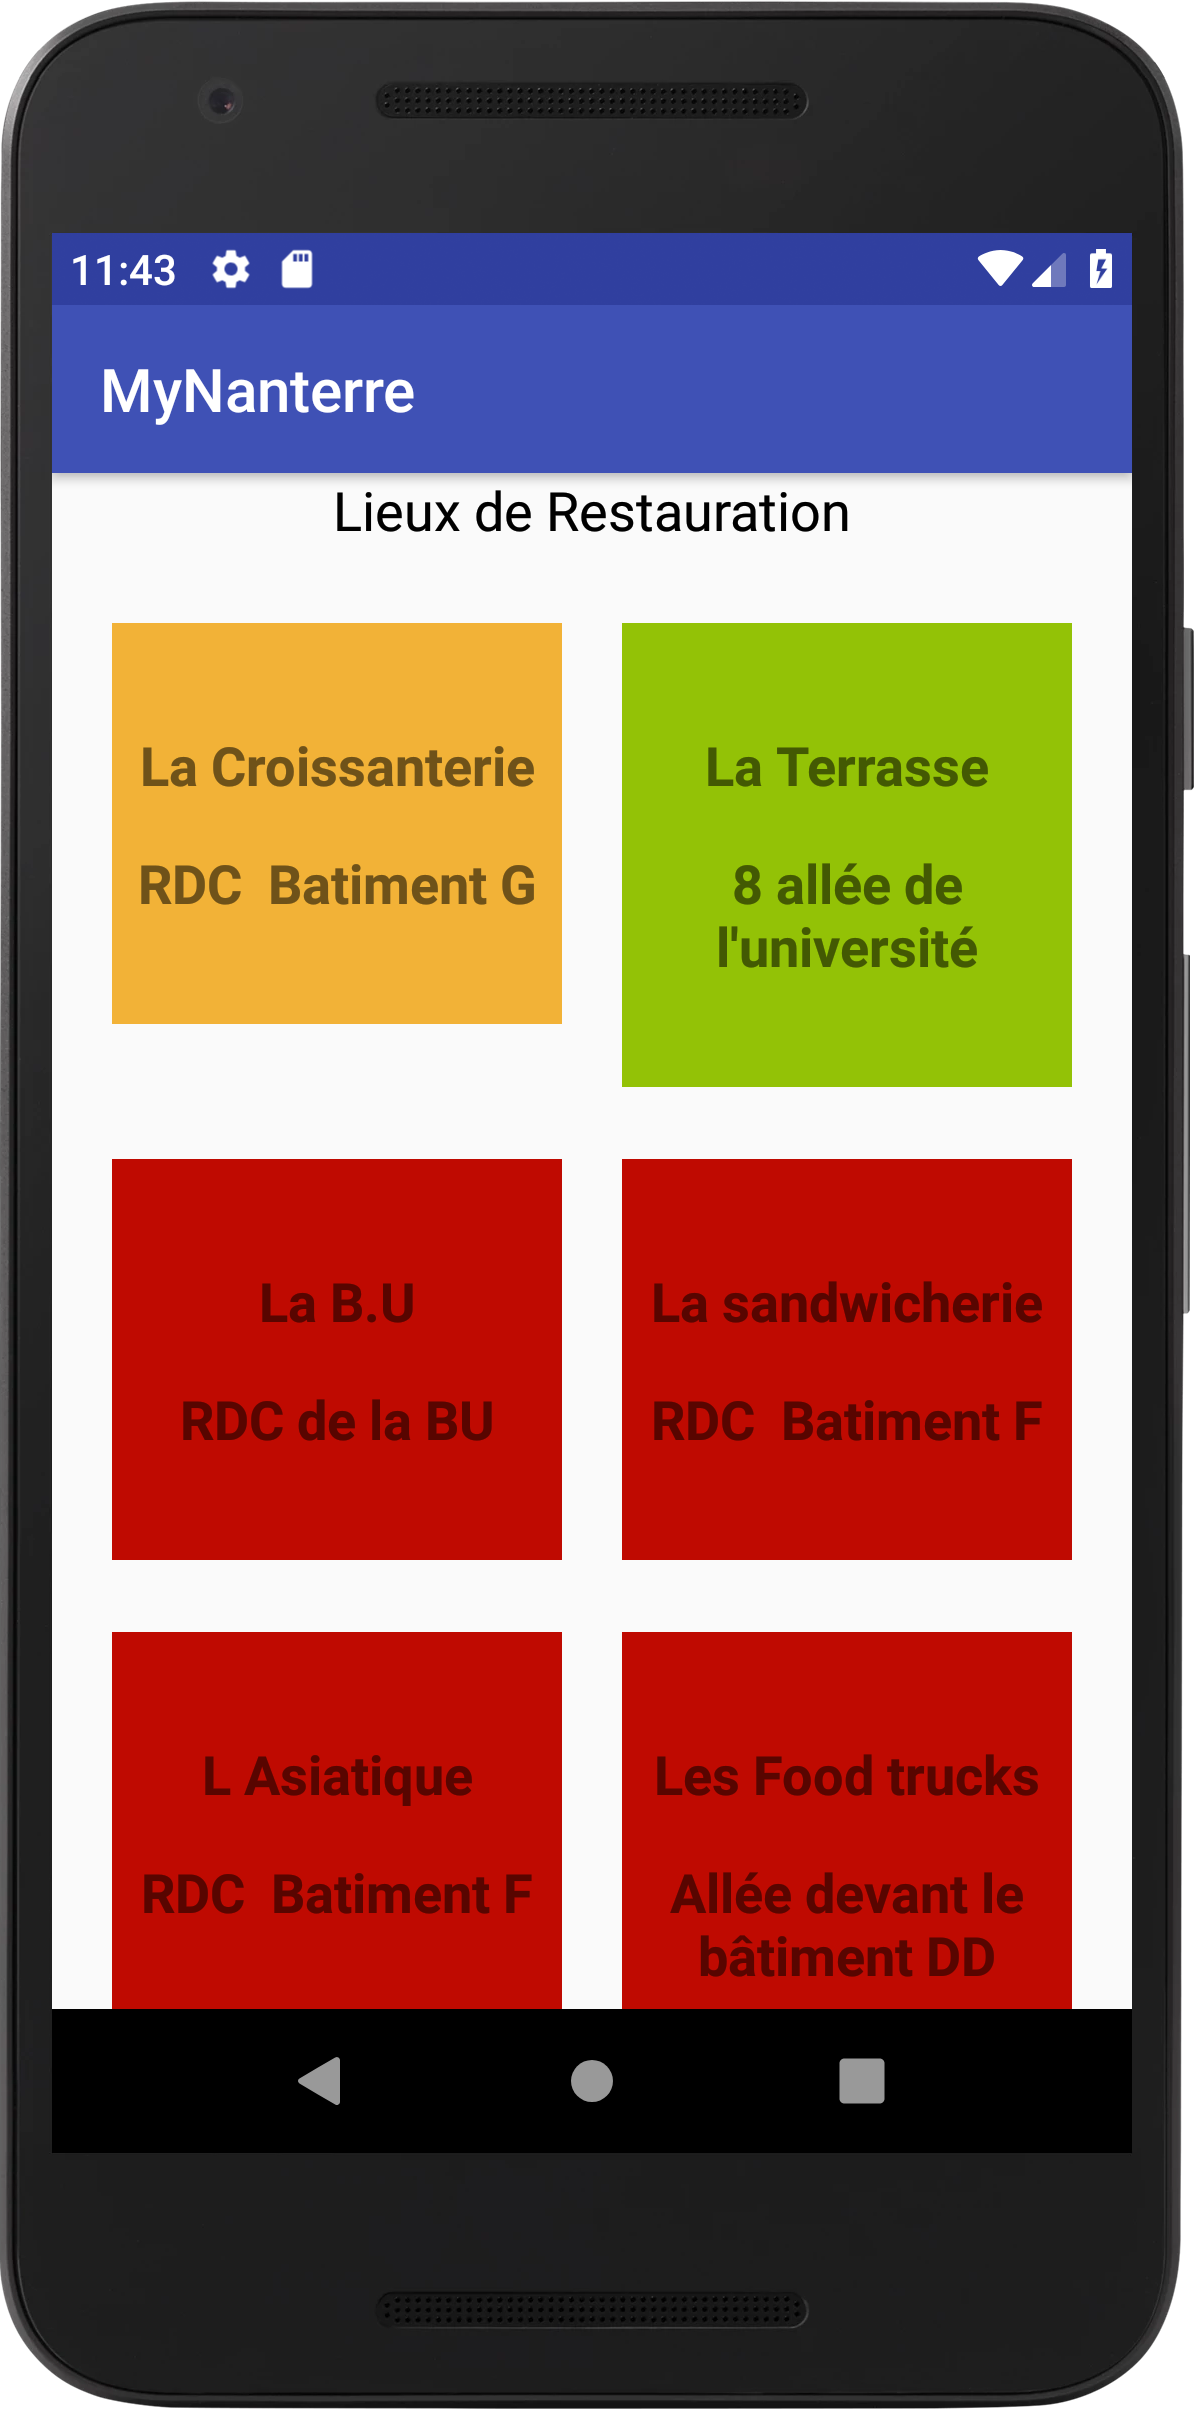 11:43
MyNanterre
Lieux de Restauration
La Croissanterie
RDC  Batiment G
La Terrasse
8 allée de
l'université
La B.U
RDC de la BU
La sandwicherie
RDC  Batiment F
L Asiatique
RDC  Batiment F
Les Food trucks
Allée devant le
bâtiment DD